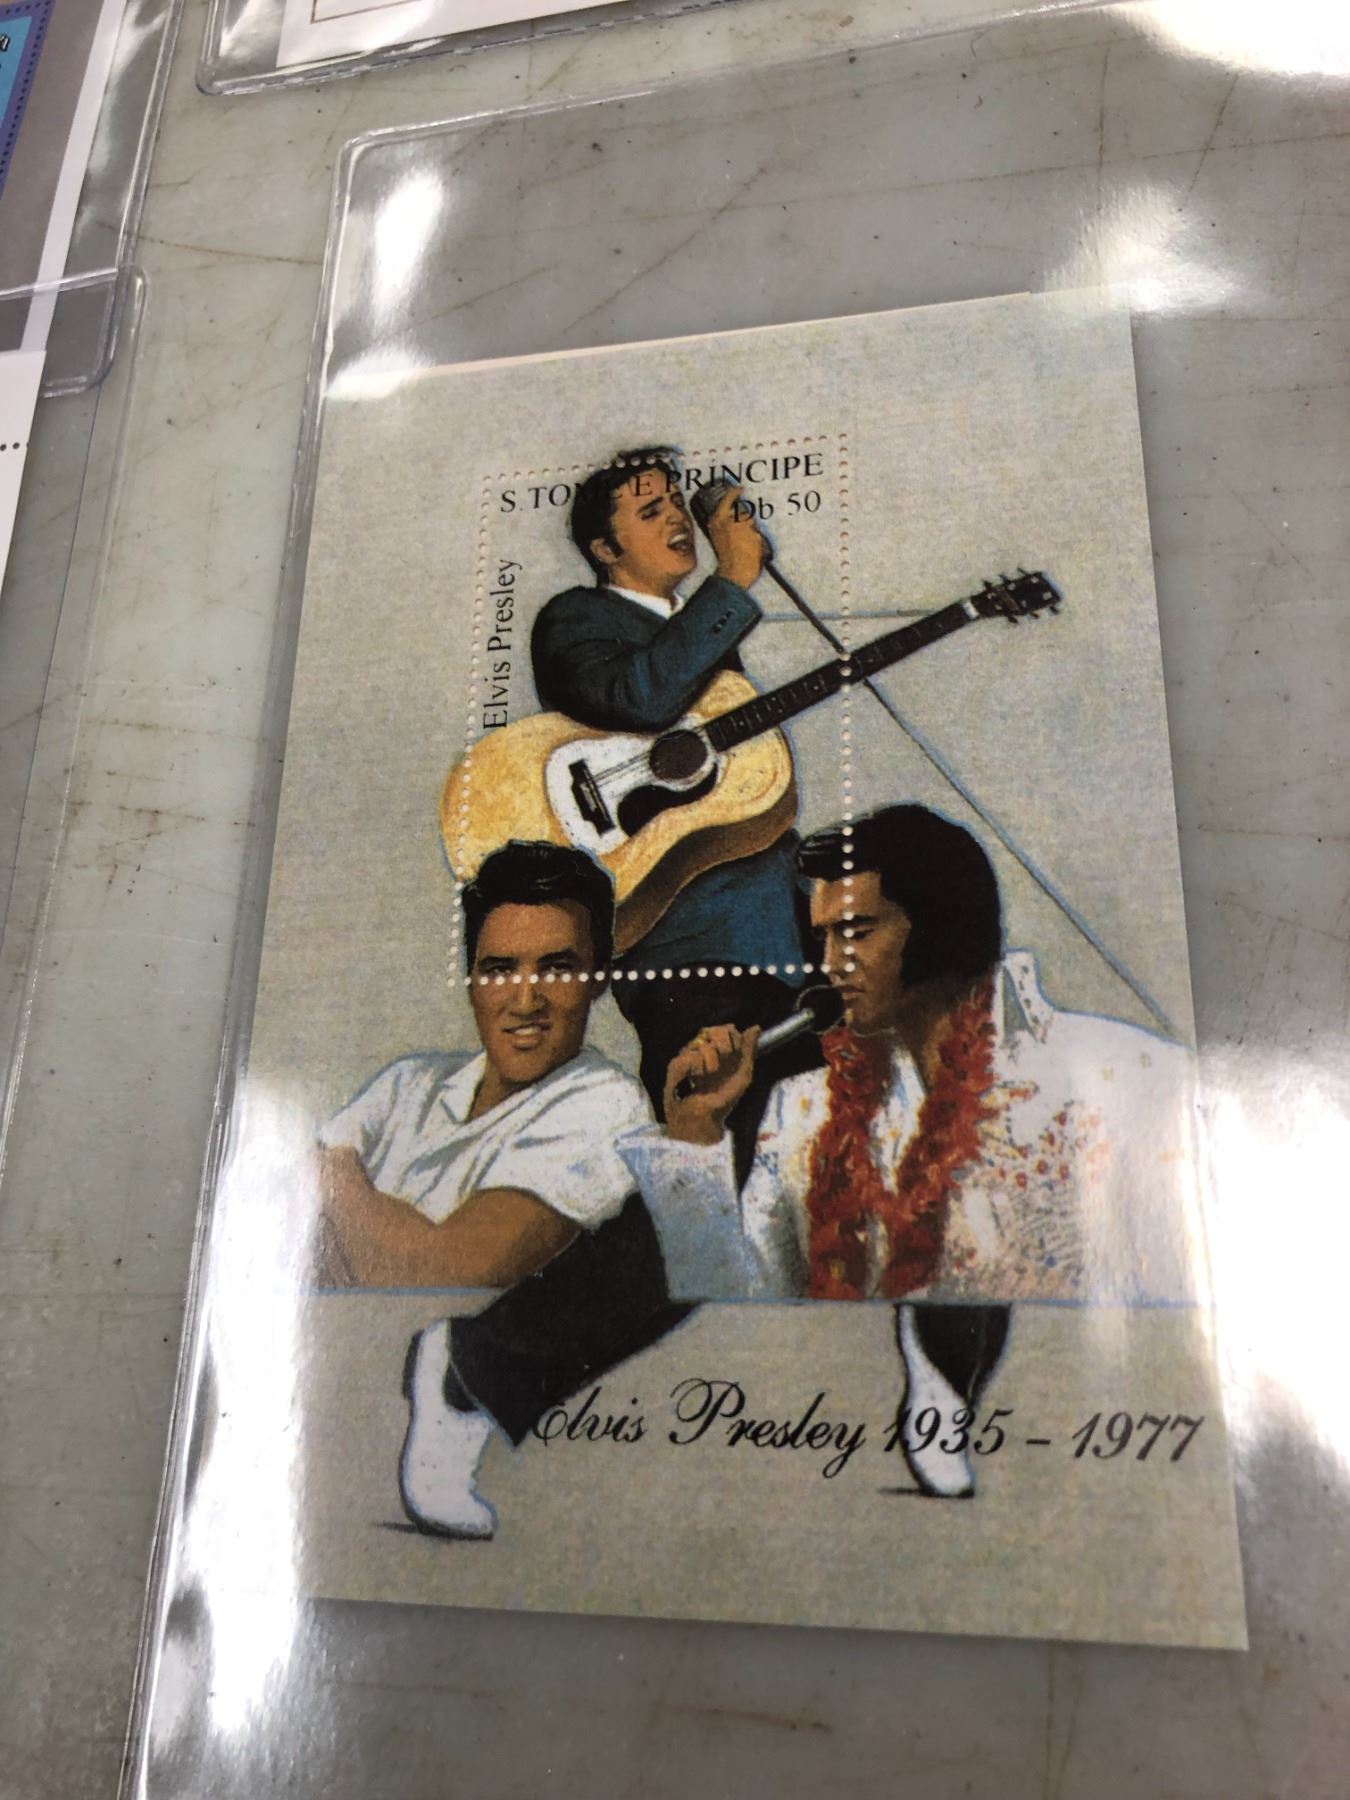 S. TOME E PRINCIPE
Db 50
Elvis Presley
Elvis Presley 1935 - 1977